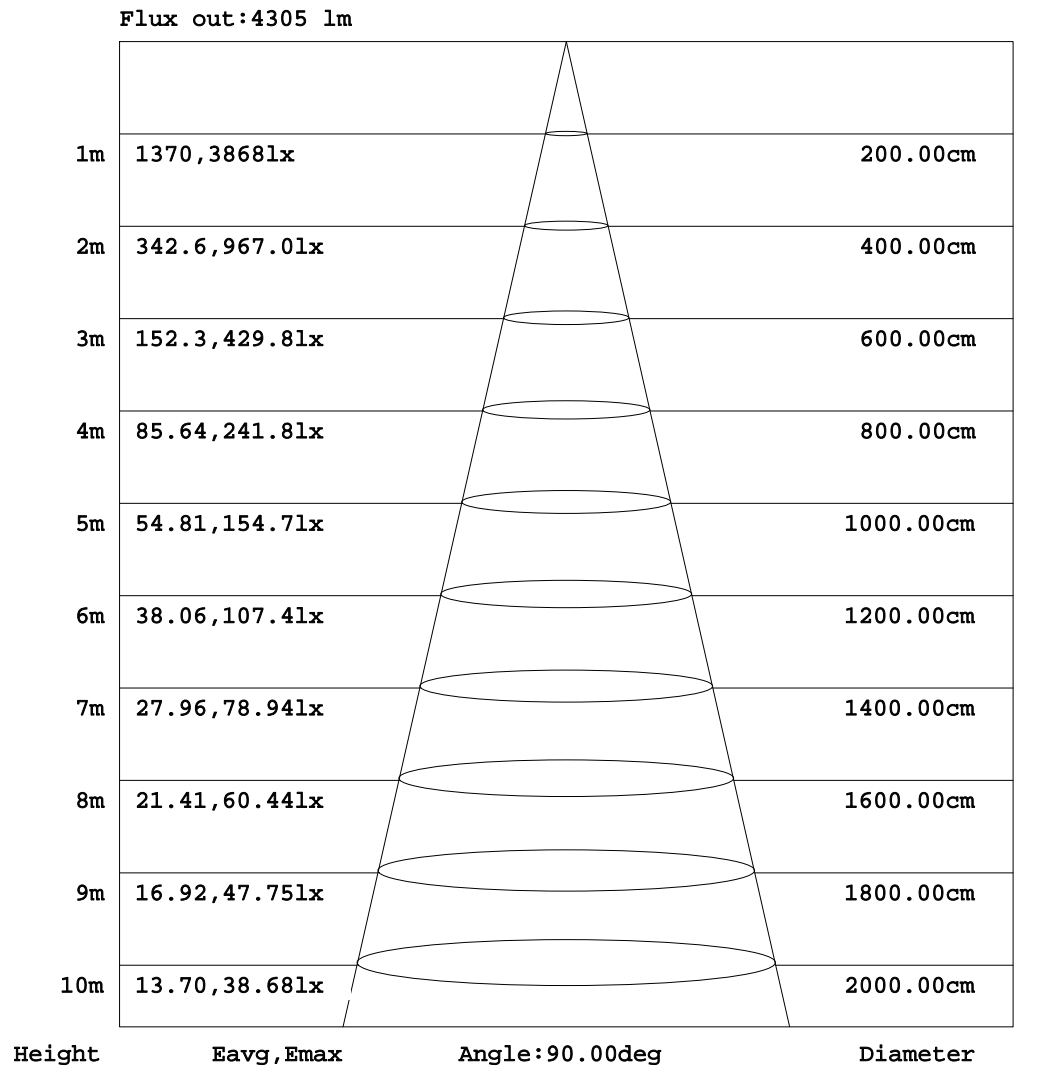 Flux out:4305 lm
1m 1370,3868lx 200.00cm
2m 342.6,967.0lx 400.00cm
3m 152.3,429.8lx 600.00cm
4m 85.64,241.8lx 800.00cm
5m 54.81,154.7lx 1000.00cm
6m 38.06,107.4lx 1200.00cm
7m 27.96,78.94lx 1400.00cm
8m 21.41,60.44lx 1600.00cm
9m 16.92,47.75lx 1800.00cm
10m 13.70,38.68lx 2000.00cm
Height Eavg,Emax Angle:90.00deg Diameter